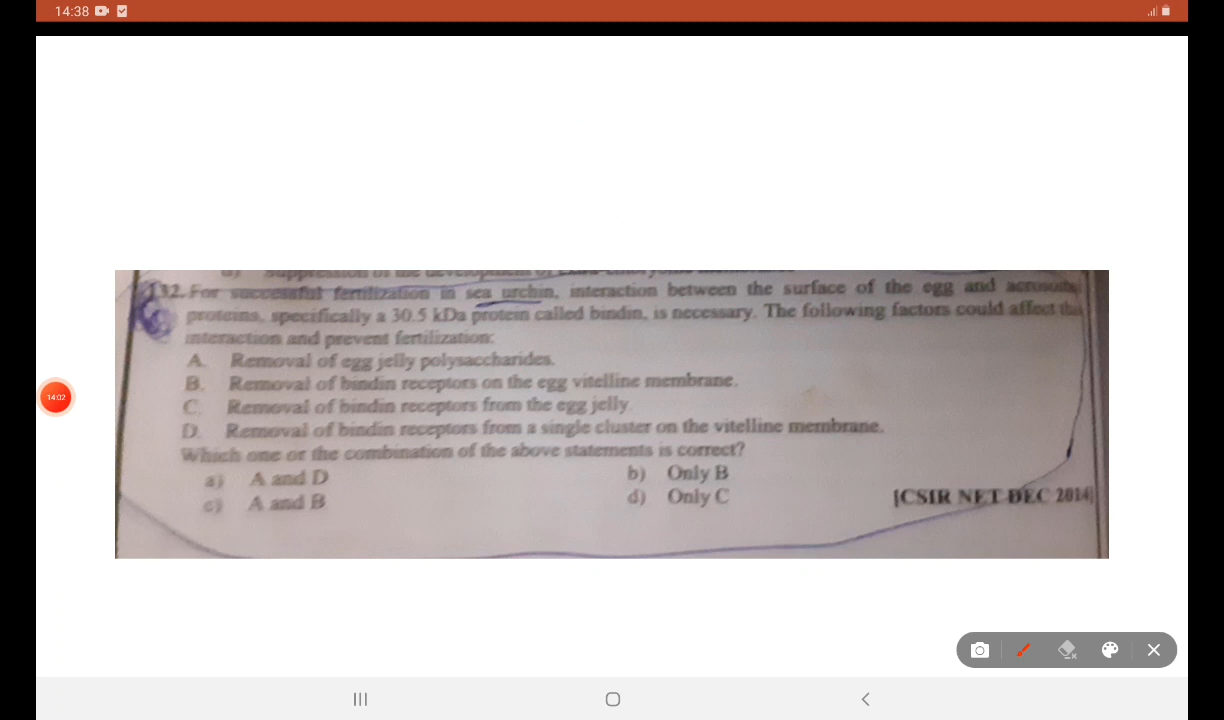 14:38
132. For successful fertilization in sea urchin, interaction between the surface of the egg and acrosomal
proteins, specifically a 30.5 kDa protein called bindin, is necessary. The following factors could affect this
interaction and prevent fertilization:
A. Removal of egg jelly polysaccharides.
B. Removal of bindin receptors on the egg vitelline membrane.
C. Removal of bindin receptors from the egg jelly.
D. Removal of bindin receptors from a single cluster on the vitelline membrane.
Which one or the combination of the above statements is correct?
a) A and D b) Only B
c) A and B d) Only C [CSIR NET DEC 2014]
14:02